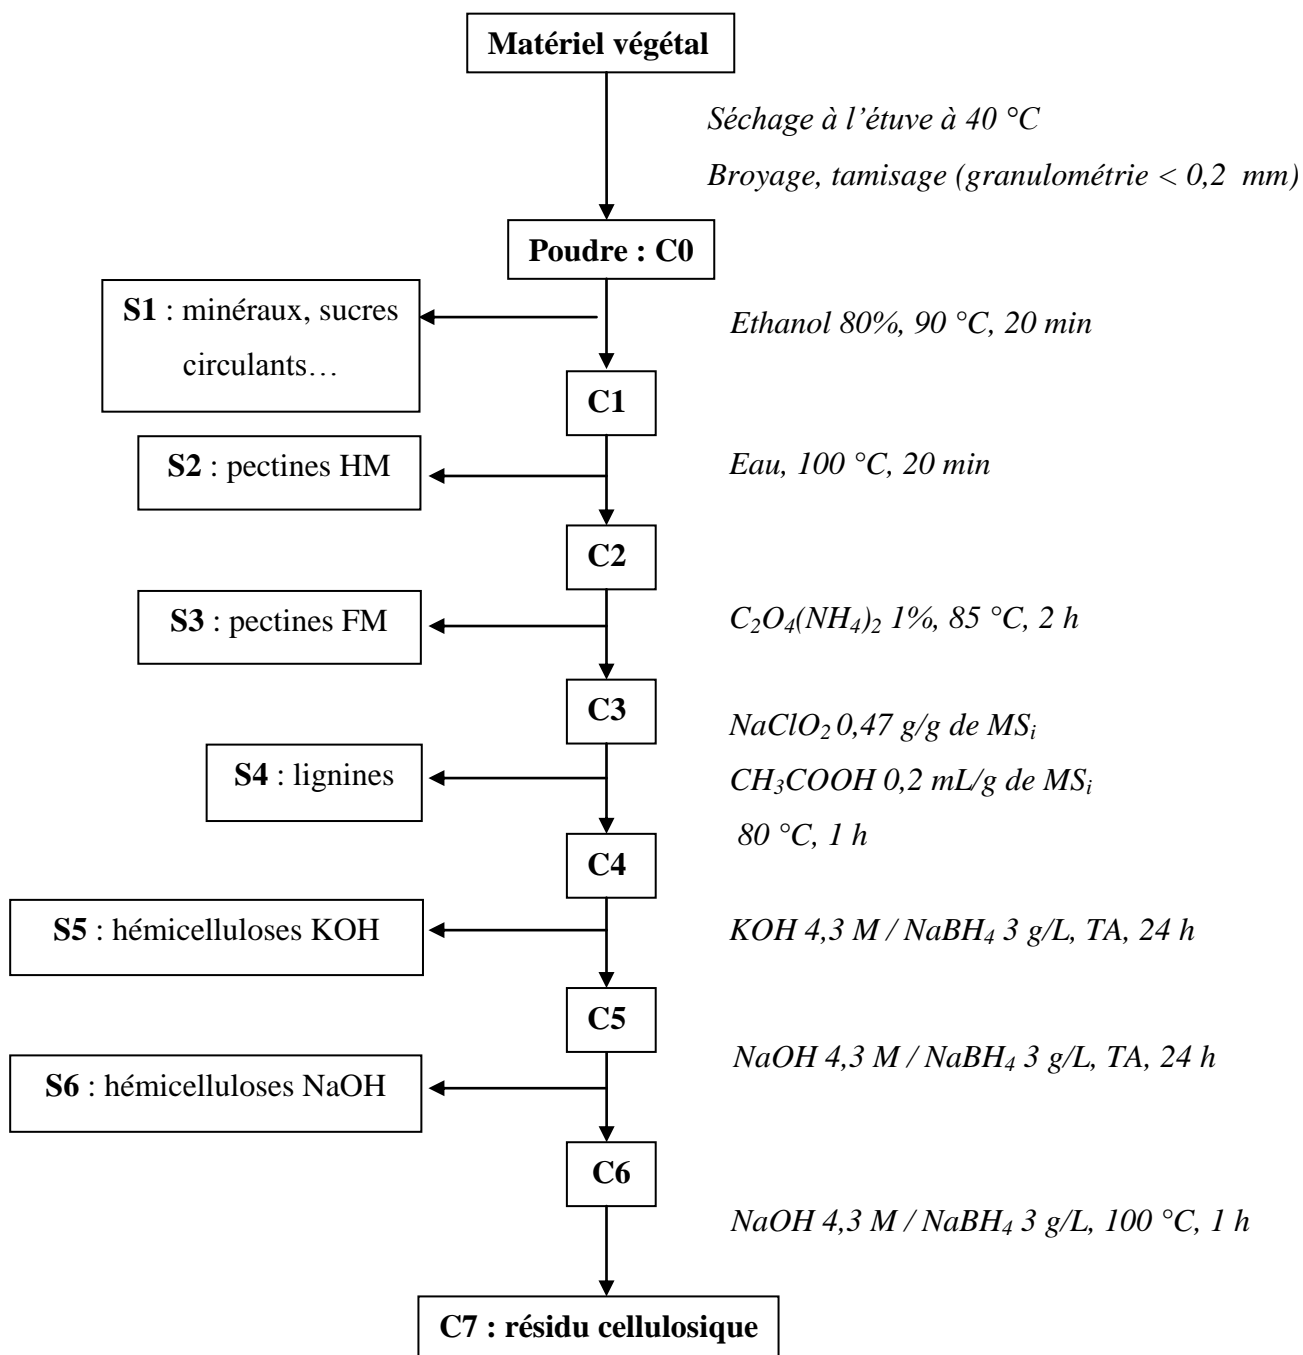 Matériel végétal
Séchage à l’étuve à 40 °C
Broyage, tamisage (granulométrie < 0,2 mm)
Poudre : C0
S1 : minéraux, sucres
circulants…
Ethanol 80%, 90 °C, 20 min
C1
S2 : pectines HM
Eau, 100 °C, 20 min
C2
S3 : pectines FM
C₂O₄(NH₄)₂ 1%, 85 °C, 2 h
C3
NaClO₂ 0,47 g/g de MSᵢ
S4 : lignines
CH₃COOH 0,2 mL/g de MSᵢ
80 °C, 1 h
C4
S5 : hémicelluloses KOH
KOH 4,3 M / NaBH₄ 3 g/L, TA, 24 h
C5
NaOH 4,3 M / NaBH₄ 3 g/L, TA, 24 h
S6 : hémicelluloses NaOH
C6
NaOH 4,3 M / NaBH₄ 3 g/L, 100 °C, 1 h
C7 : résidu cellulosique